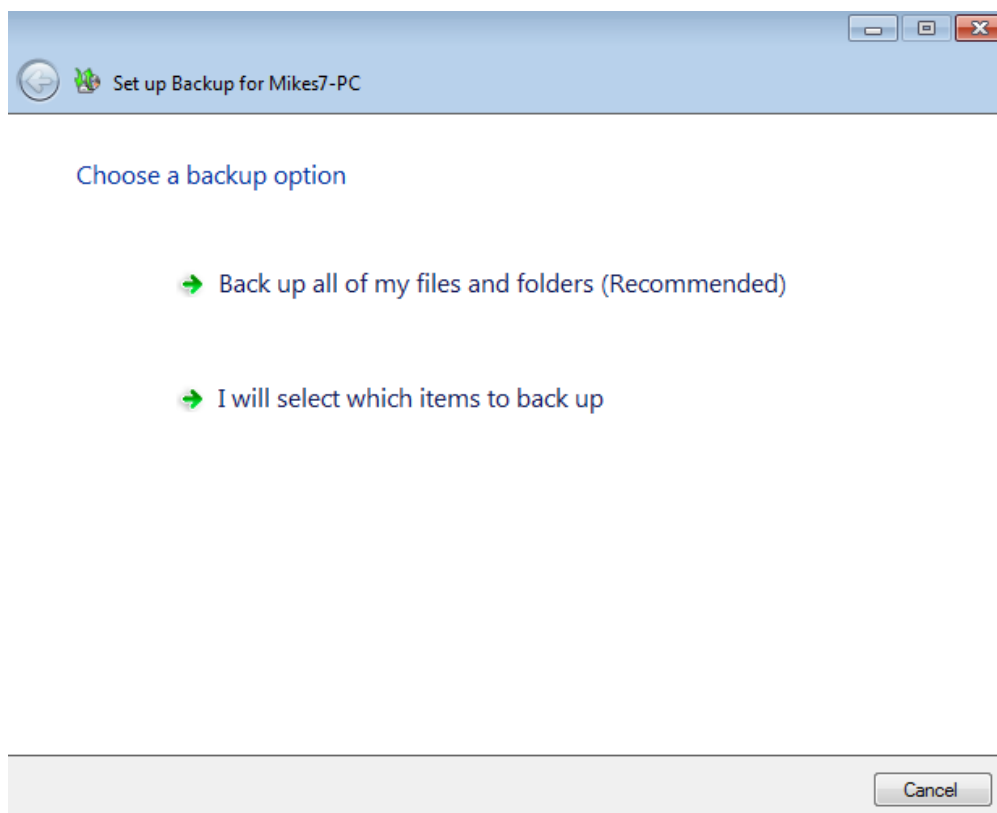 Set up Backup for Mikes7-PC
Choose a backup option
Back up all of my files and folders (Recommended)
I will select which items to back up
Cancel